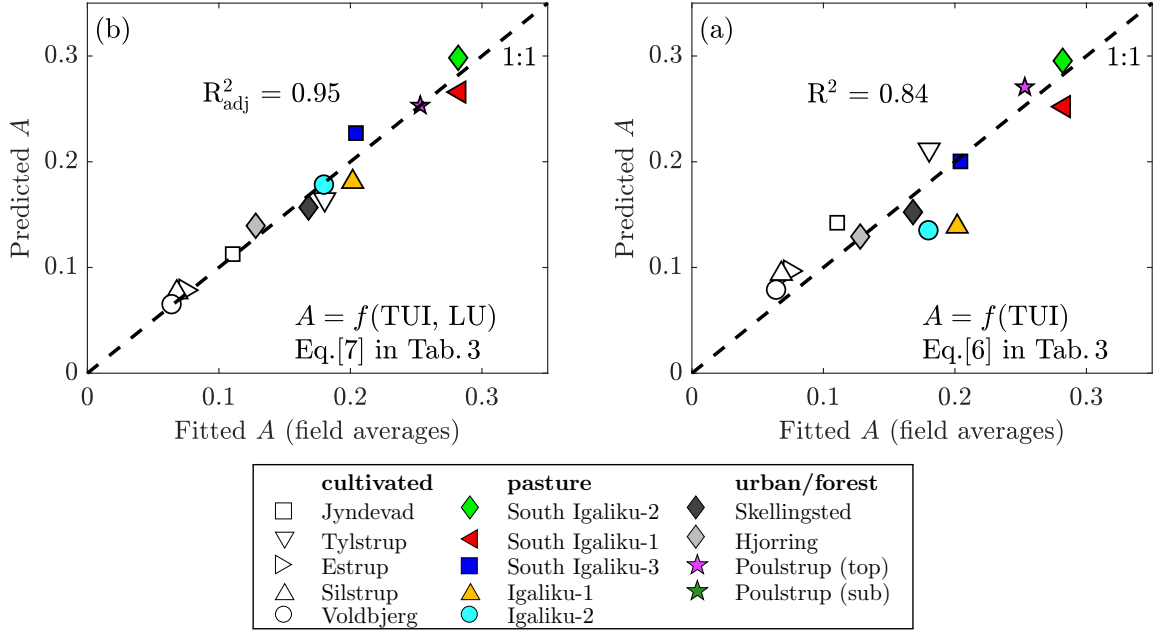 (b)
0.3
1:1
R²adj = 0.95
0.2
Predicted A
0.1
A = f(TUI, LU)
Eq.[7] in Tab. 3
0
0
0.1
0.2
0.3
Fitted A (field averages)
(a)
0.3
1:1
R² = 0.84
0.2
Predicted A
0.1
A = f(TUI)
Eq.[6] in Tab. 3
0
0
0.1
0.2
0.3
Fitted A (field averages)
cultivated
Jyndevad
Tylstrup
Estrup
Silstrup
Voldbjerg
pasture
South Igaliku-2
South Igaliku-1
South Igaliku-3
Igaliku-1
Igaliku-2
urban/forest
Skellingsted
Hjorring
Poulstrup (top)
Poulstrup (sub)